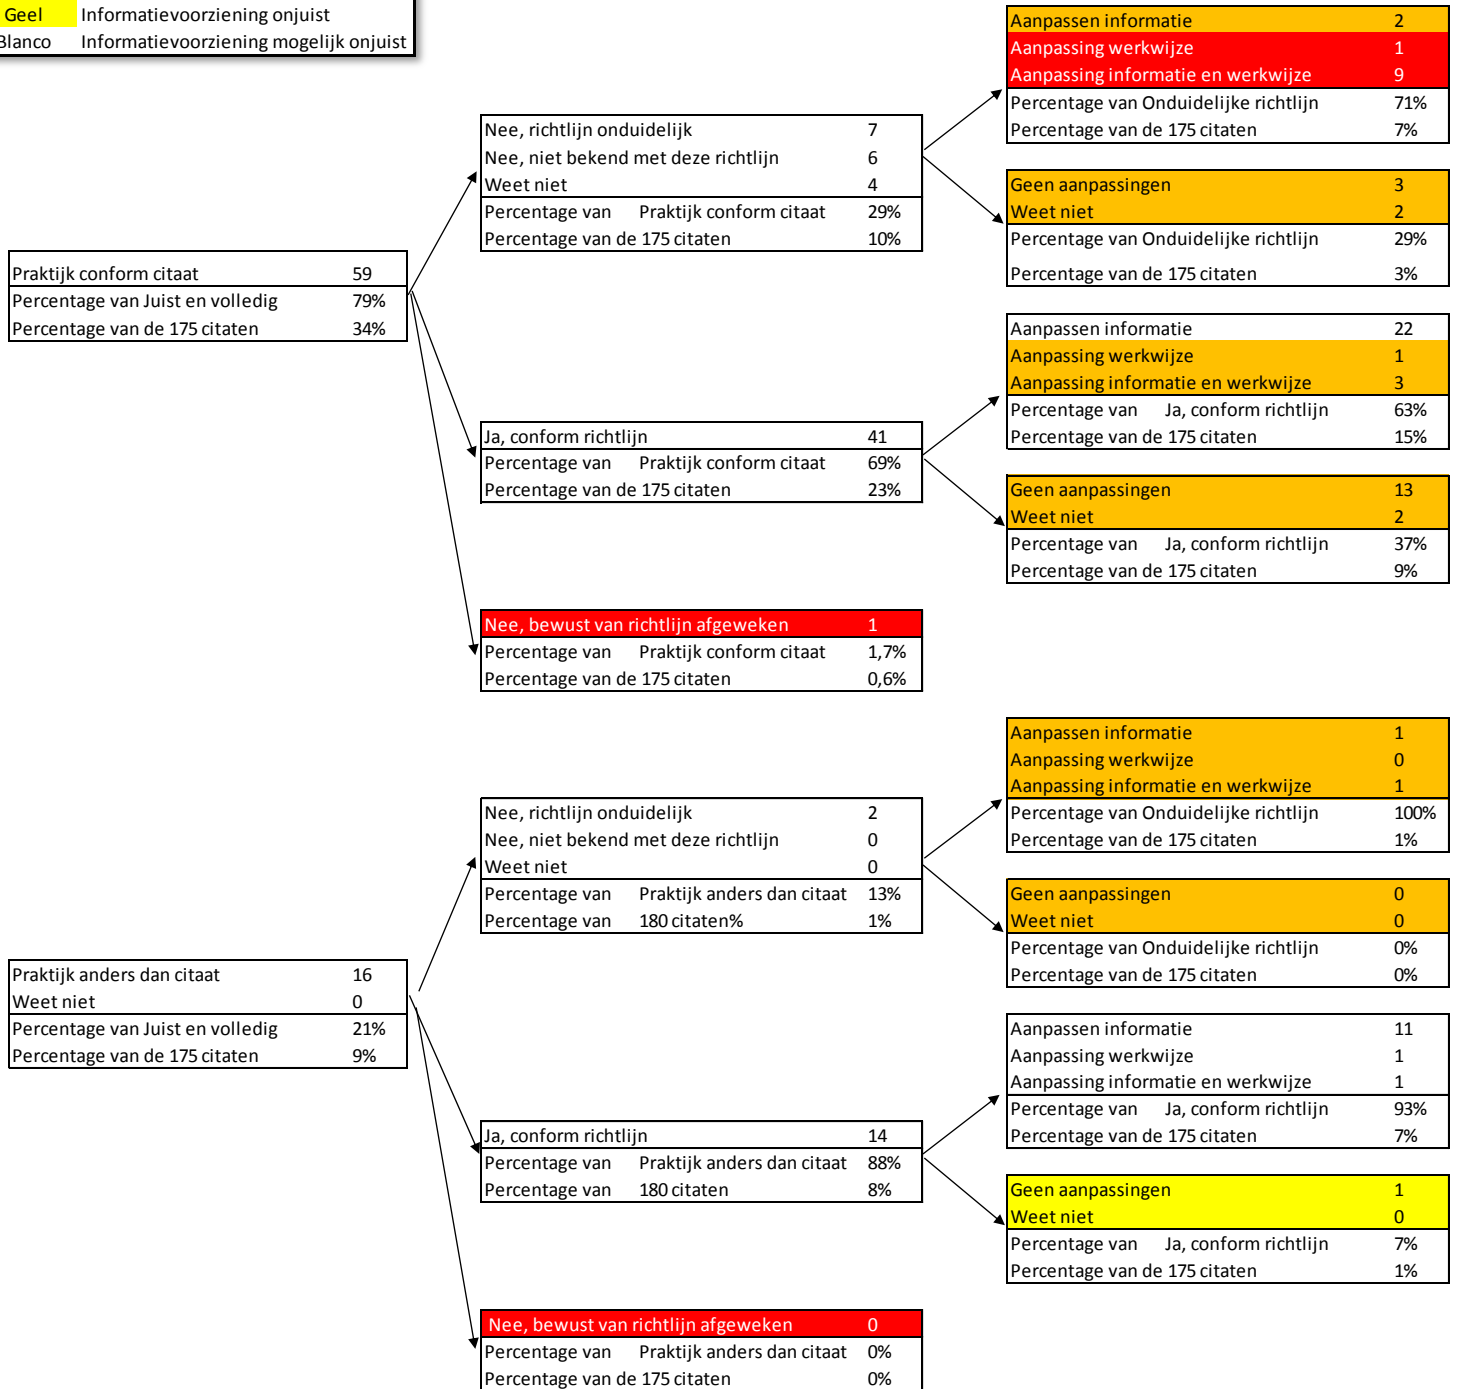 Geel Informatievoorziening onjuist
Blanco Informatievoorziening mogelijk onjuist
Aanpassen informatie 2
Aanpassing werkwijze 1
Aanpassing informatie en werkwijze 9
Percentage van Onduidelijke richtlijn 71%
Percentage van de 175 citaten 7%
Nee, richtlijn onduidelijk 7
Nee, niet bekend met deze richtlijn 6
Weet niet 4
Percentage van Praktijk conform citaat 29%
Percentage van de 175 citaten 10%
Geen aanpassingen 3
Weet niet 2
Percentage van Onduidelijke richtlijn 29%
Percentage van de 175 citaten 3%
Praktijk conform citaat 59
Percentage van Juist en volledig 79%
Percentage van de 175 citaten 34%
Aanpassen informatie 22
Aanpassing werkwijze 1
Aanpassing informatie en werkwijze 3
Percentage van Ja, conform richtlijn 63%
Percentage van de 175 citaten 15%
Ja, conform richtlijn 41
Percentage van Praktijk conform citaat 69%
Percentage van de 175 citaten 23%
Geen aanpassingen 13
Weet niet 2
Percentage van Ja, conform richtlijn 37%
Percentage van de 175 citaten 9%
Nee, bewust van richtlijn afgeweken 1
Percentage van Praktijk conform citaat 1,7%
Percentage van de 175 citaten 0,6%
Aanpassen informatie 1
Aanpassing werkwijze 0
Aanpassing informatie en werkwijze 1
Percentage van Onduidelijke richtlijn 100%
Percentage van de 175 citaten 1%
Nee, richtlijn onduidelijk 2
Nee, niet bekend met deze richtlijn 0
Weet niet 0
Percentage van Praktijk anders dan citaat 13%
Percentage van 180 citaten% 1%
Geen aanpassingen 0
Weet niet 0
Percentage van Onduidelijke richtlijn 0%
Percentage van de 175 citaten 0%
Praktijk anders dan citaat 16
Weet niet 0
Percentage van Juist en volledig 21%
Percentage van de 175 citaten 9%
Aanpassen informatie 11
Aanpassing werkwijze 1
Aanpassing informatie en werkwijze 1
Percentage van Ja, conform richtlijn 93%
Percentage van de 175 citaten 7%
Ja, conform richtlijn 14
Percentage van Praktijk anders dan citaat 88%
Percentage van 180 citaten 8%
Geen aanpassingen 1
Weet niet 0
Percentage van Ja, conform richtlijn 7%
Percentage van de 175 citaten 1%
Nee, bewust van richtlijn afgeweken 0
Percentage van Praktijk anders dan citaat 0%
Percentage van de 175 citaten 0%